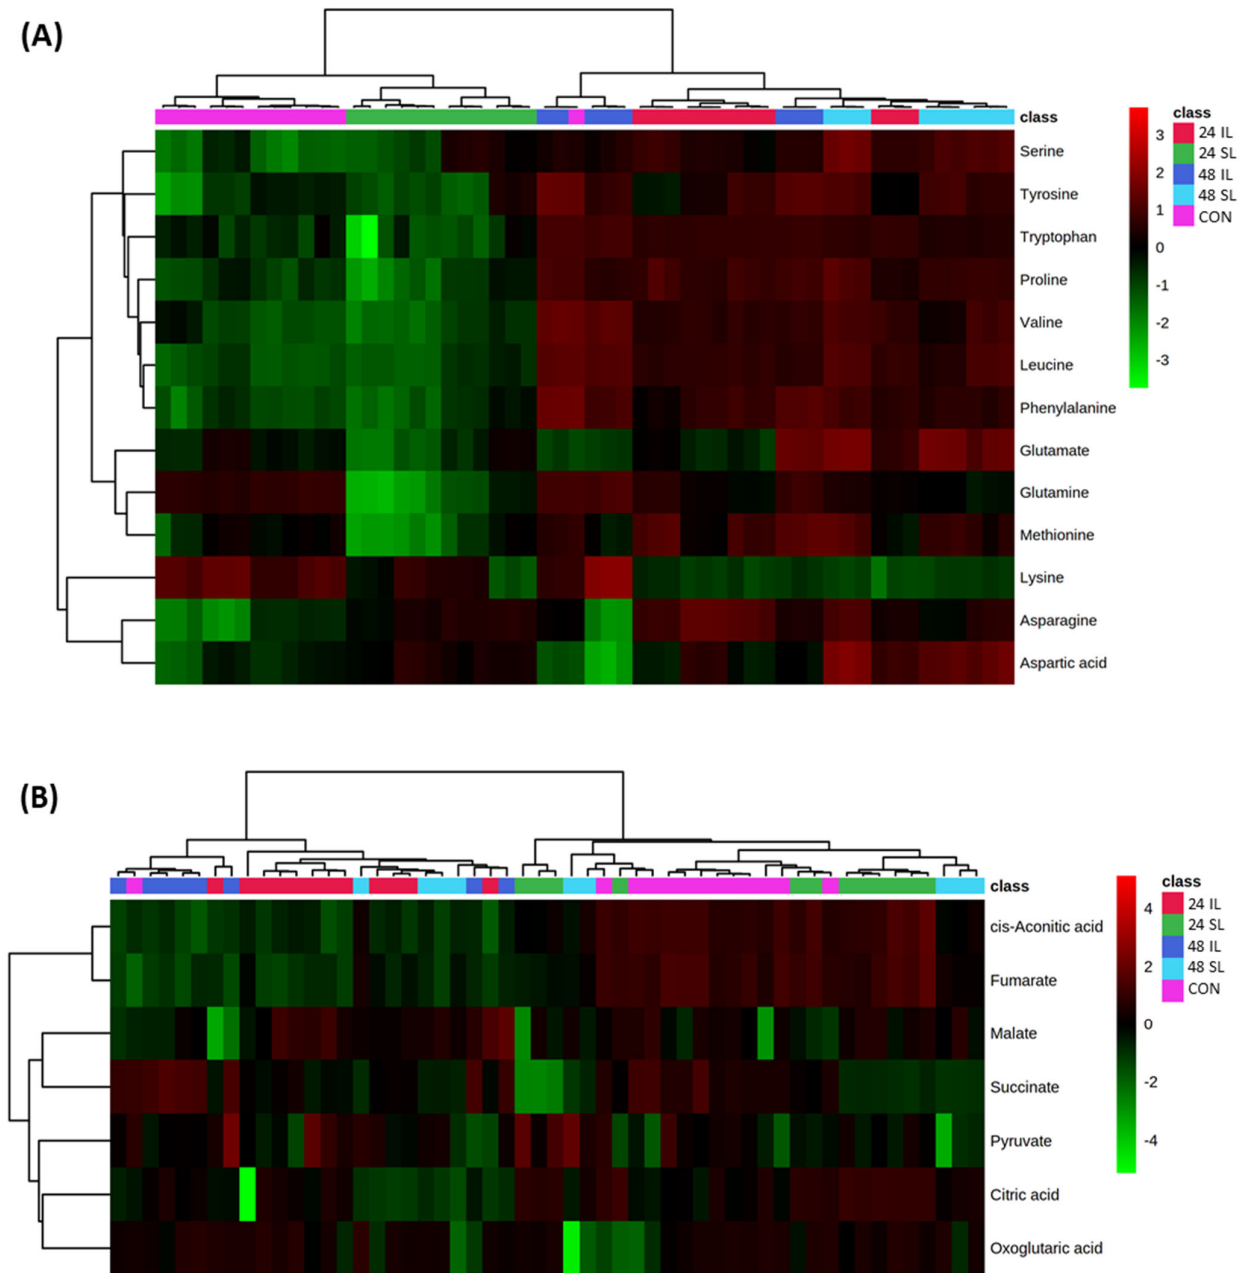 (A)
class
Serine
Tyrosine
Tryptophan
Proline
Valine
Leucine
Phenylalanine
Glutamate
Glutamine
Methionine
Lysine
Asparagine
Aspartic acid
3
2
1
0
-1
-2
-3
class
24 IL
24 SL
48 IL
48 SL
CON
(B)
class
cis-Aconitic acid
Fumarate
Malate
Succinate
Pyruvate
Citric acid
Oxoglutaric acid
4
2
0
-2
-4
class
24 IL
24 SL
48 IL
48 SL
CON